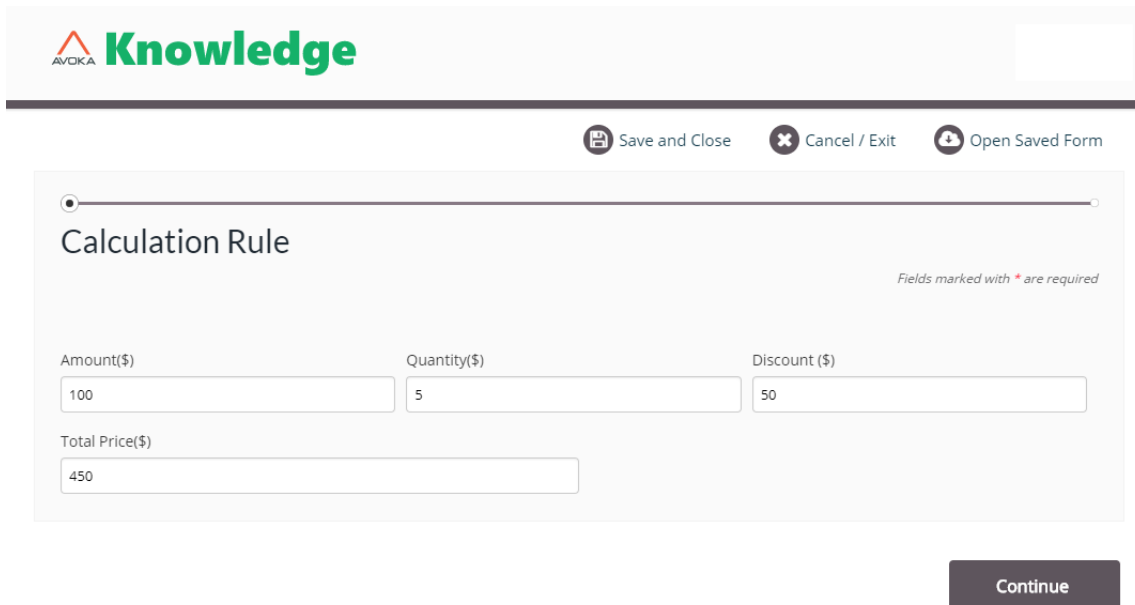 AVOKA Knowledge
Save and Close Cancel / Exit Open Saved Form
Calculation Rule
Fields marked with * are required
Amount($) Quantity($) Discount ($)
100 5 50
Total Price($)
450
Continue